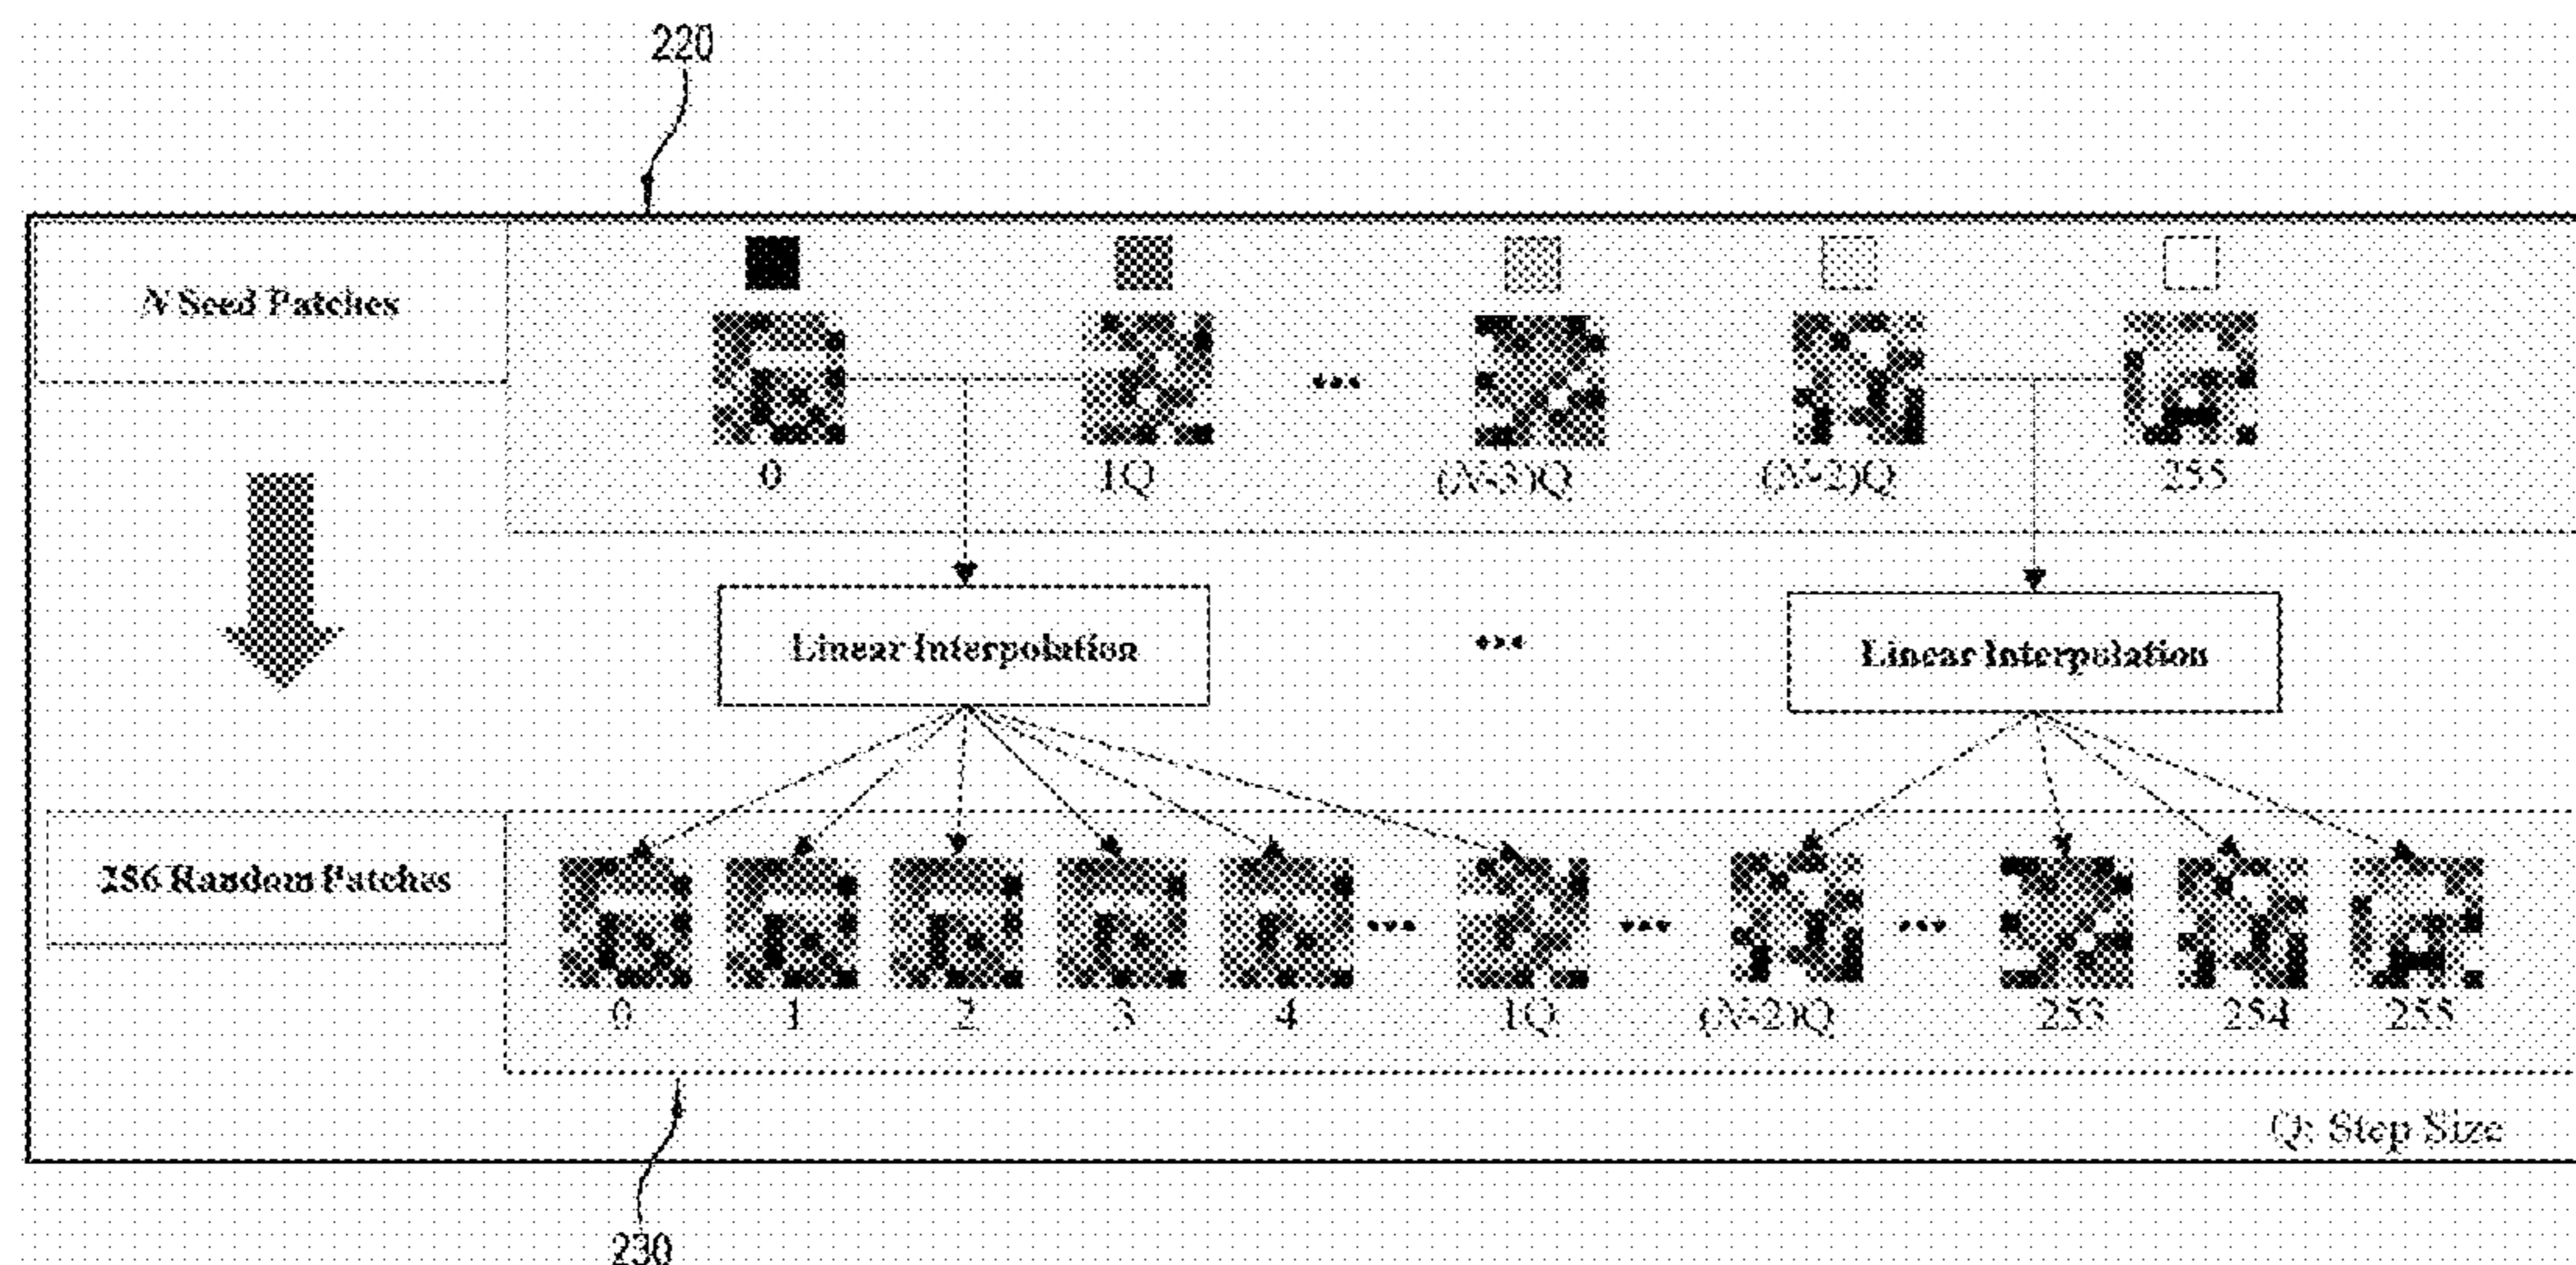 220
N Seed Patches
0 1Q ... (N-3)Q (N-2)Q 255
Linear Interpolation ... Linear Interpolation
256 Random Patches
... ... ...
0 1 2 3 4 1Q (N-2)Q 253 254 255
Q: Step Size
230